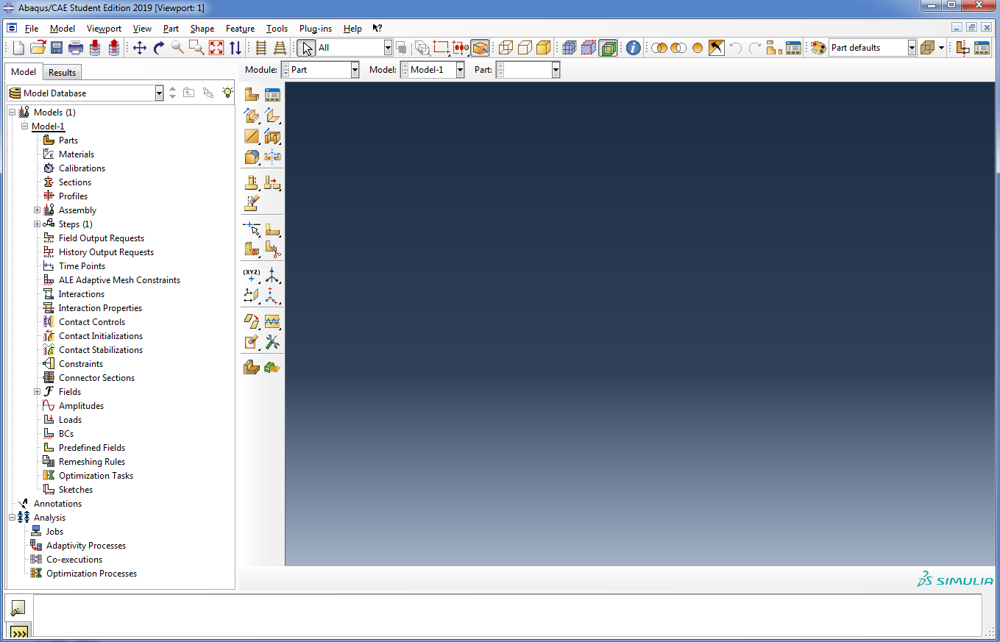 Abaqus/CAE Student Edition 2019 [Viewport: 1]
File Model Viewport View Part Shape Feature Tools Plug-ins Help
All
Part defaults
Model Results
Module: Part Model: Model-1 Part:
Model Database
Models (1)
Model-1
Parts
Materials
Calibrations
Sections
Profiles
Assembly
Steps (1)
Field Output Requests
History Output Requests
Time Points
ALE Adaptive Mesh Constraints
Interactions
Interaction Properties
Contact Controls
Contact Initializations
Contact Stabilizations
Constraints
Connector Sections
Fields
Amplitudes
Loads
BCs
Predefined Fields
Remeshing Rules
Optimization Tasks
Sketches
Annotations
Analysis
Jobs
Adaptivity Processes
Co-executions
Optimization Processes
(XYZ)
SIMULIA
>>>